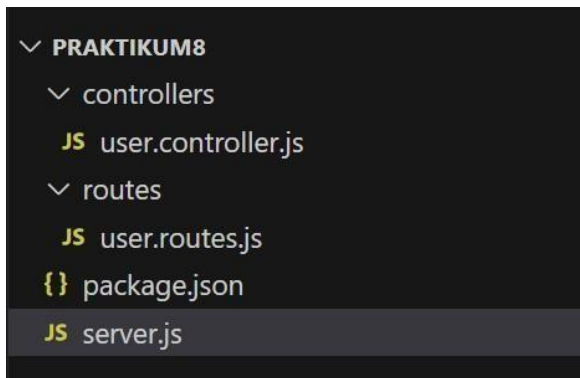 PRAKTIKUM8
controllers
JS user.controller.js
routes
JS user.routes.js
{} package.json
JS server.js